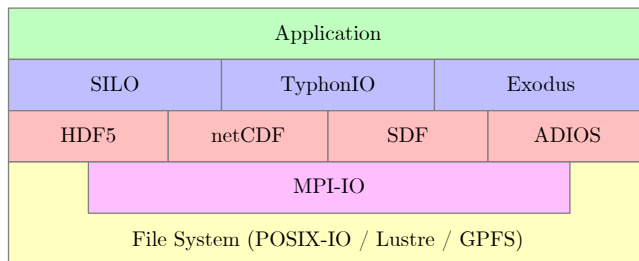 Application
SILO TyphonIO Exodus
HDF5 netCDF SDF ADIOS
MPI-IO
File System (POSIX-IO / Lustre / GPFS)